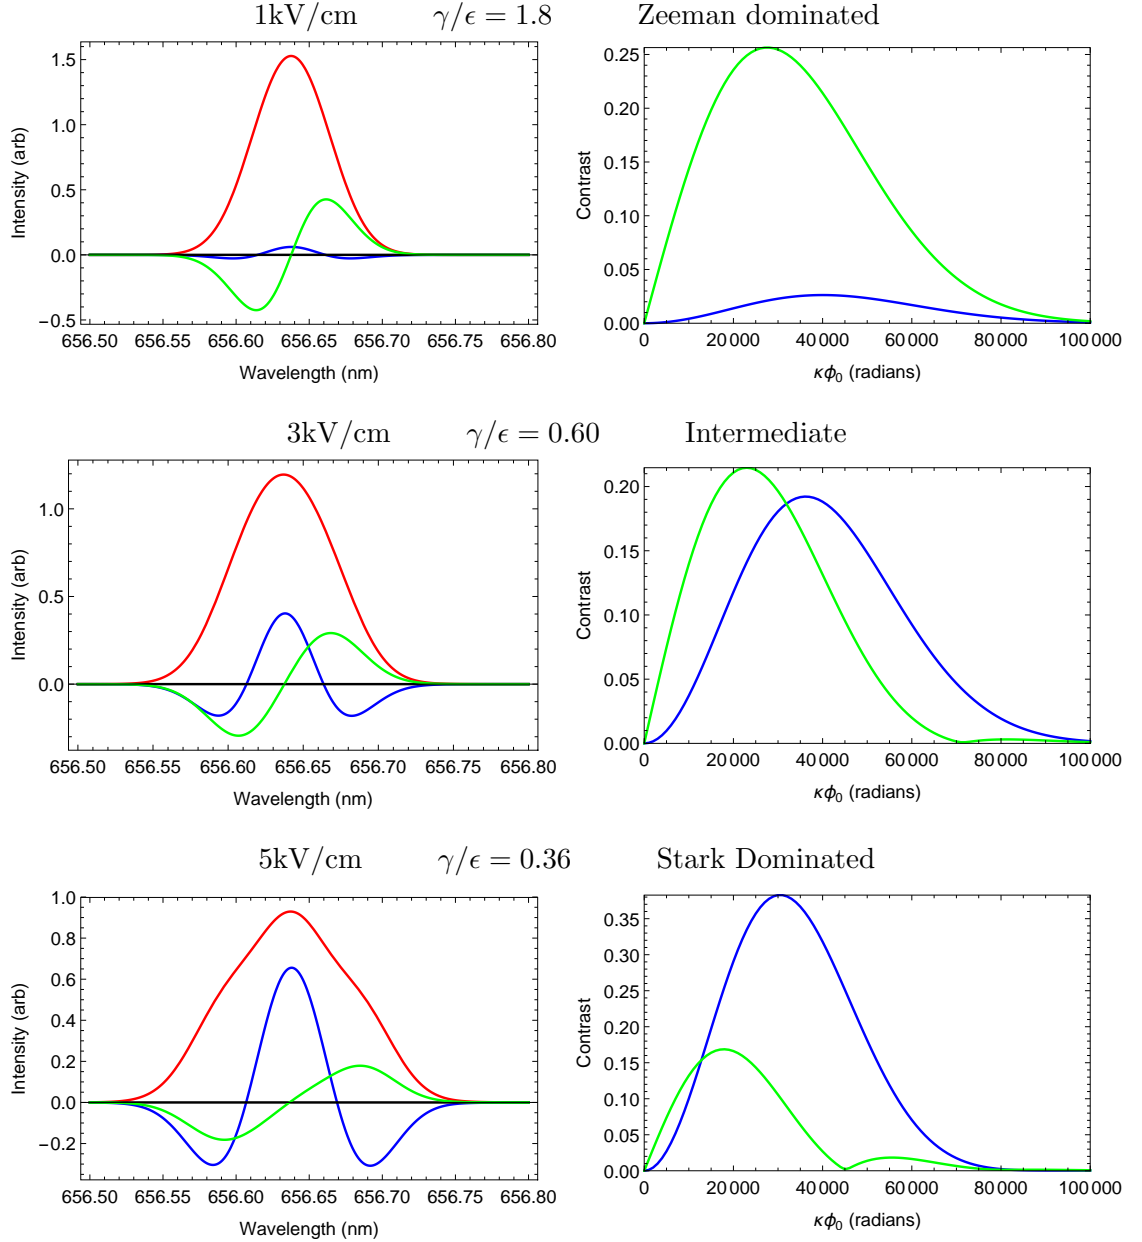 1kV/cm γ/ϵ = 1.8 Zeeman dominated
Intensity (arb)
1.5
1.0
0.5
0.0
−0.5
656.50 656.60 656.65 656.70 656.75 656.80
Wavelength (nm)
Contrast
0.25
0.20
0.15
0.10
0.05
0.00
0 20 000 40 000 60 000 80 000 100 000
κϕ0 (radians)
3kV/cm γ/ϵ = 0.60 Intermediate
Intensity (arb)
1.0
0.5
0.0
656.50 656.55 656.60 656.65 656.70 656.75 656.80
Wavelength (nm)
Contrast
0.20
0.15
0.10
0.05
0.00
0 20 000 40 000 60 000 80 000 100 000
κϕ0 (radians)
5kV/cm γ/ϵ = 0.36 Stark Dominated
Intensity (arb)
1.0
0.8
0.6
0.4
0.2
0.0
−0.2
656.50 656.55 656.60 656.65 656.70 656.75 656.80
Wavelength (nm)
Contrast
0.35
0.30
0.25
0.20
0.15
0.10
0.05
0.00
0 20 000 40 000 60 000 80 000 100 000
κϕ0 (radians)